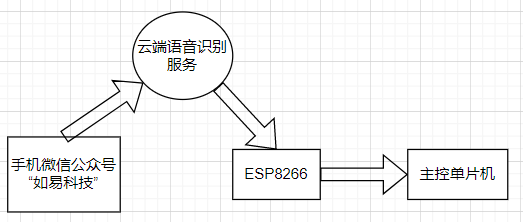 云端语音识别
服务
手机微信公众号
“如易科技”
ESP8266
主控单片机